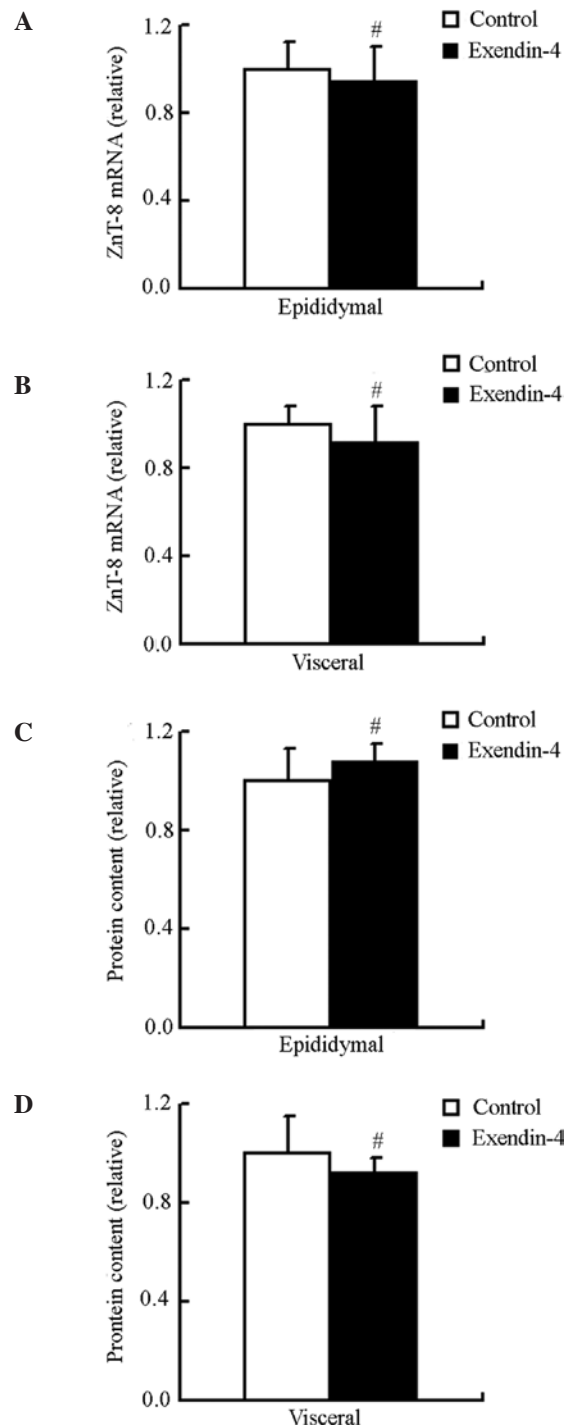 A
Control
Exendin-4
ZnT-8 mRNA (relative)
1.2
0.8
0.4
0.0
#
Epididymal
B
Control
Exendin-4
ZnT-8 mRNA (relative)
1.2
0.8
0.4
0.0
#
Visceral
C
Control
Exendin-4
Protein content (relative)
1.2
0.8
0.4
0.0
#
Epididymal
D
Control
Exendin-4
Prontein content (relative)
1.2
0.8
0.4
0.0
#
Visceral